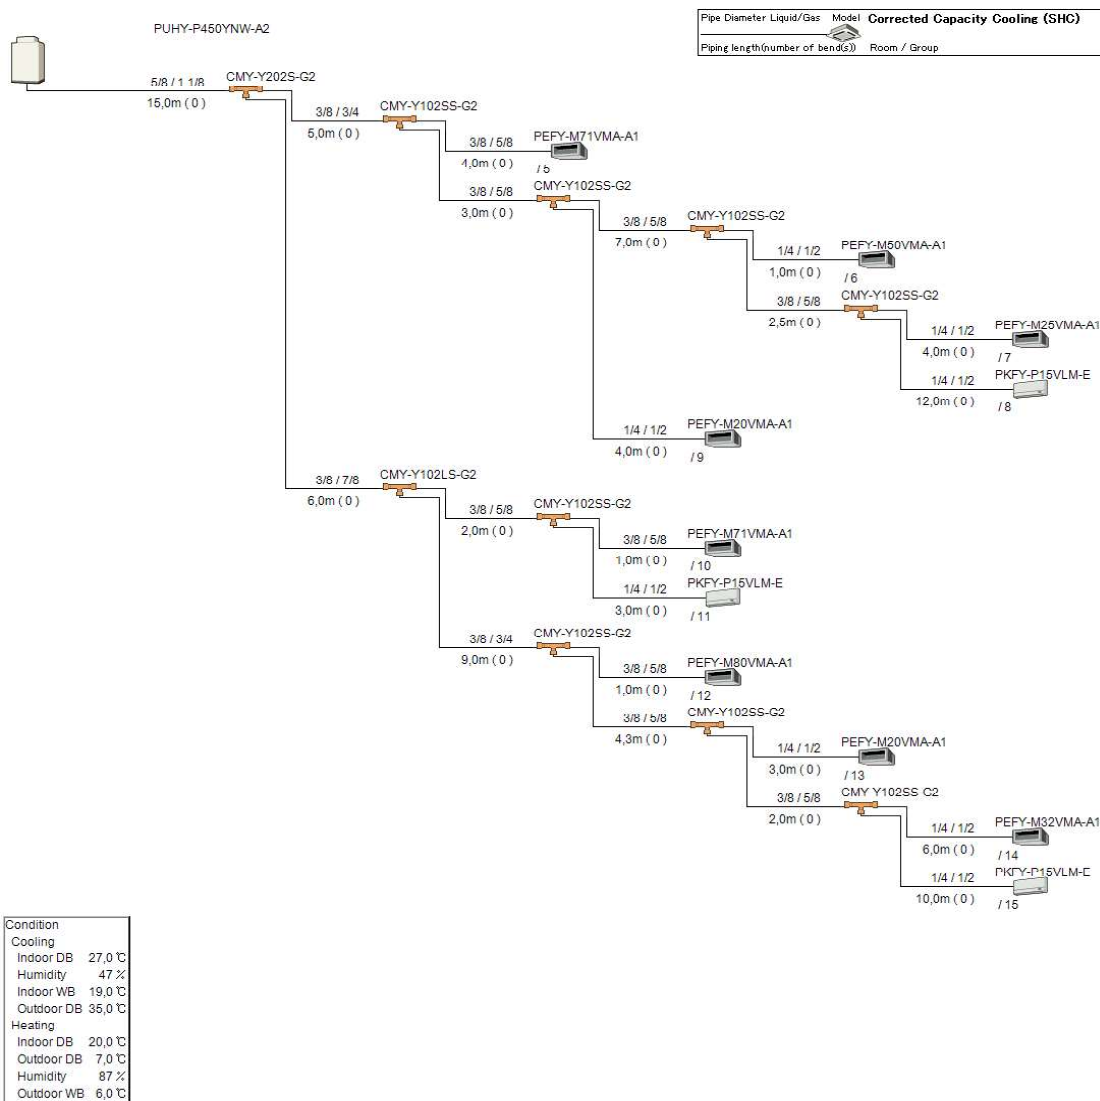 PUHY-P450YNW-A2
Pipe Diameter Liquid/Gas Model Corrected Capacity Cooling (SHC)
Piping length(number of bend(s)) Room / Group
5/8 / 1 1/8
15,0m ( 0 )
CMY-Y202S-G2
3/8 / 3/4
5,0m ( 0 )
CMY-Y102SS-G2
3/8 / 5/8
4,0m ( 0 )
PEFY-M71VMA-A1
/ 5
3/8 / 5/8
3,0m ( 0 )
CMY-Y102SS-G2
3/8 / 5/8
7,0m ( 0 )
CMY-Y102SS-G2
1/4 / 1/2
1,0m ( 0 )
PEFY-M50VMA-A1
/ 6
3/8 / 5/8
2,5m ( 0 )
CMY-Y102SS-G2
1/4 / 1/2
4,0m ( 0 )
PEFY-M25VMA-A1
/ 7
1/4 / 1/2
12,0m ( 0 )
PKFY-P15VLM-E
/ 8
1/4 / 1/2
4,0m ( 0 )
PEFY-M20VMA-A1
/ 9
3/8 / 7/8
6,0m ( 0 )
CMY-Y102LS-G2
3/8 / 5/8
2,0m ( 0 )
CMY-Y102SS-G2
3/8 / 5/8
1,0m ( 0 )
PEFY-M71VMA-A1
/ 10
1/4 / 1/2
3,0m ( 0 )
PKFY-P15VLM-E
/ 11
3/8 / 3/4
9,0m ( 0 )
CMY-Y102SS-G2
3/8 / 5/8
1,0m ( 0 )
PEFY-M80VMA-A1
/ 12
3/8 / 5/8
4,3m ( 0 )
CMY-Y102SS-G2
1/4 / 1/2
3,0m ( 0 )
PEFY-M20VMA-A1
/ 13
3/8 / 5/8
2,0m ( 0 )
CMY-Y102SS-G2
1/4 / 1/2
6,0m ( 0 )
PEFY-M32VMA-A1
/ 14
1/4 / 1/2
10,0m ( 0 )
PKFY-P15VLM-E
/ 15
Condition
Cooling
Indoor DB 27,0 ℃
Humidity 47 %
Indoor WB 19,0 ℃
Outdoor DB 35,0 ℃
Heating
Indoor DB 20,0 ℃
Outdoor DB 7,0 ℃
Humidity 87 %
Outdoor WB 6,0 ℃